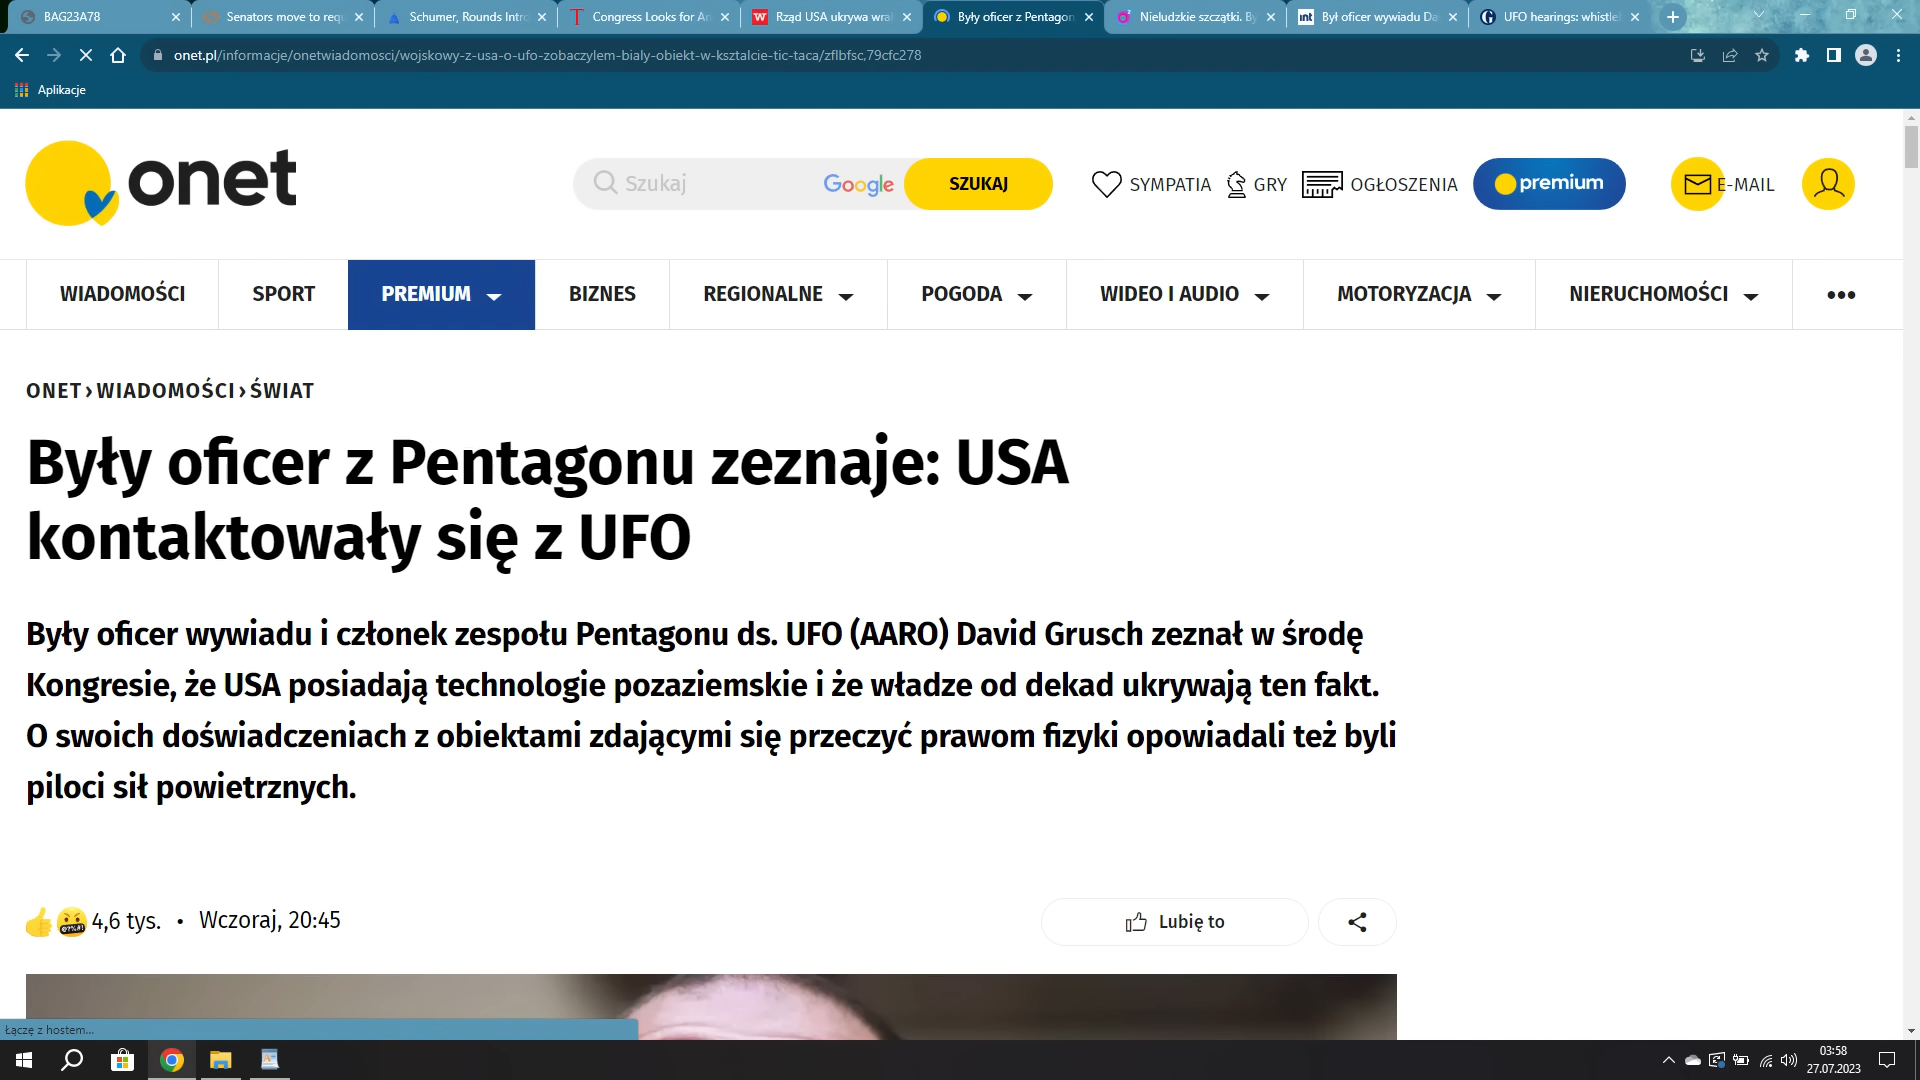 BAG23A78
Senators move to requ
Schumer, Rounds Intro
Congress Looks for An
Rząd USA ukrywa wra
Były oficer z Pentagon
Nieludzkie szczątki. By
Był oficer wywiadu Da
UFO hearings: whistle
onet.pl/informacje/onetwiadomosci/wojskowy-z-usa-o-ufo-zobaczylem-bialy-obiekt-w-ksztalcie-tic-taca/zflbfsc,79cfc278
Aplikacje
onet
Szukaj
Google
SZUKAJ
SYMPATIA
GRY
OGŁOSZENIA
premium
E-MAIL
WIADOMOŚCI
SPORT
PREMIUM
BIZNES
REGIONALNE
POGODA
WIDEO I AUDIO
MOTORYZACJA
NIERUCHOMOŚCI
ONET › WIADOMOŚCI › ŚWIAT
Były oficer z Pentagonu zeznaje: USA
kontaktowały się z UFO
Były oficer wywiadu i członek zespołu Pentagonu ds. UFO (AARO) David Grusch zeznał w środę
Kongresie, że USA posiadają technologie pozaziemskie i że władze od dekad ukrywają ten fakt.
O swoich doświadczeniach z obiektami zdającymi się przeczyć prawom fizyki opowiadali też byli
piloci sił powietrznych.
4,6 tys. • Wczoraj, 20:45
Lubię to
Łączę z hostem...
03:58
27.07.2023